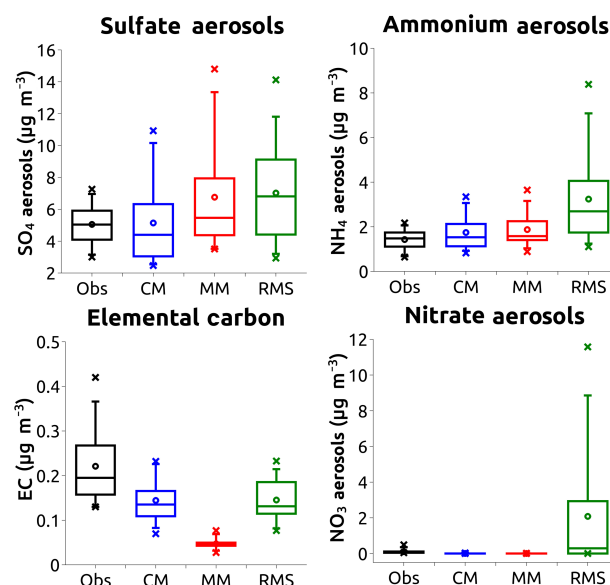 Sulfate aerosols
SO₄ aerosols (µg m⁻³)
16
14
12
10
8
6
4
2
Obs CM MM RMS
Ammonium aerosols
NH₄ aerosols (µg m⁻³)
10
8
6
4
2
0
Obs CM MM RMS
Elemental carbon
EC (µg m⁻³)
0.5
0.4
0.3
0.2
0.1
0
Obs CM MM RMS
Nitrate aerosols
NO₃ aerosols (µg m⁻³)
12
10
8
6
4
2
0
Obs CM MM RMS